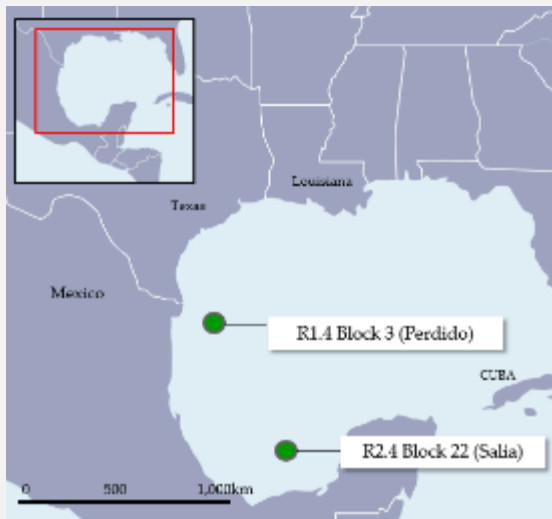 Louisiana
Texas
Mexico
R1.4 Block 3 (Perdido)
CUBA
R2.4 Block 22 (Salia)
0 500 1,000km